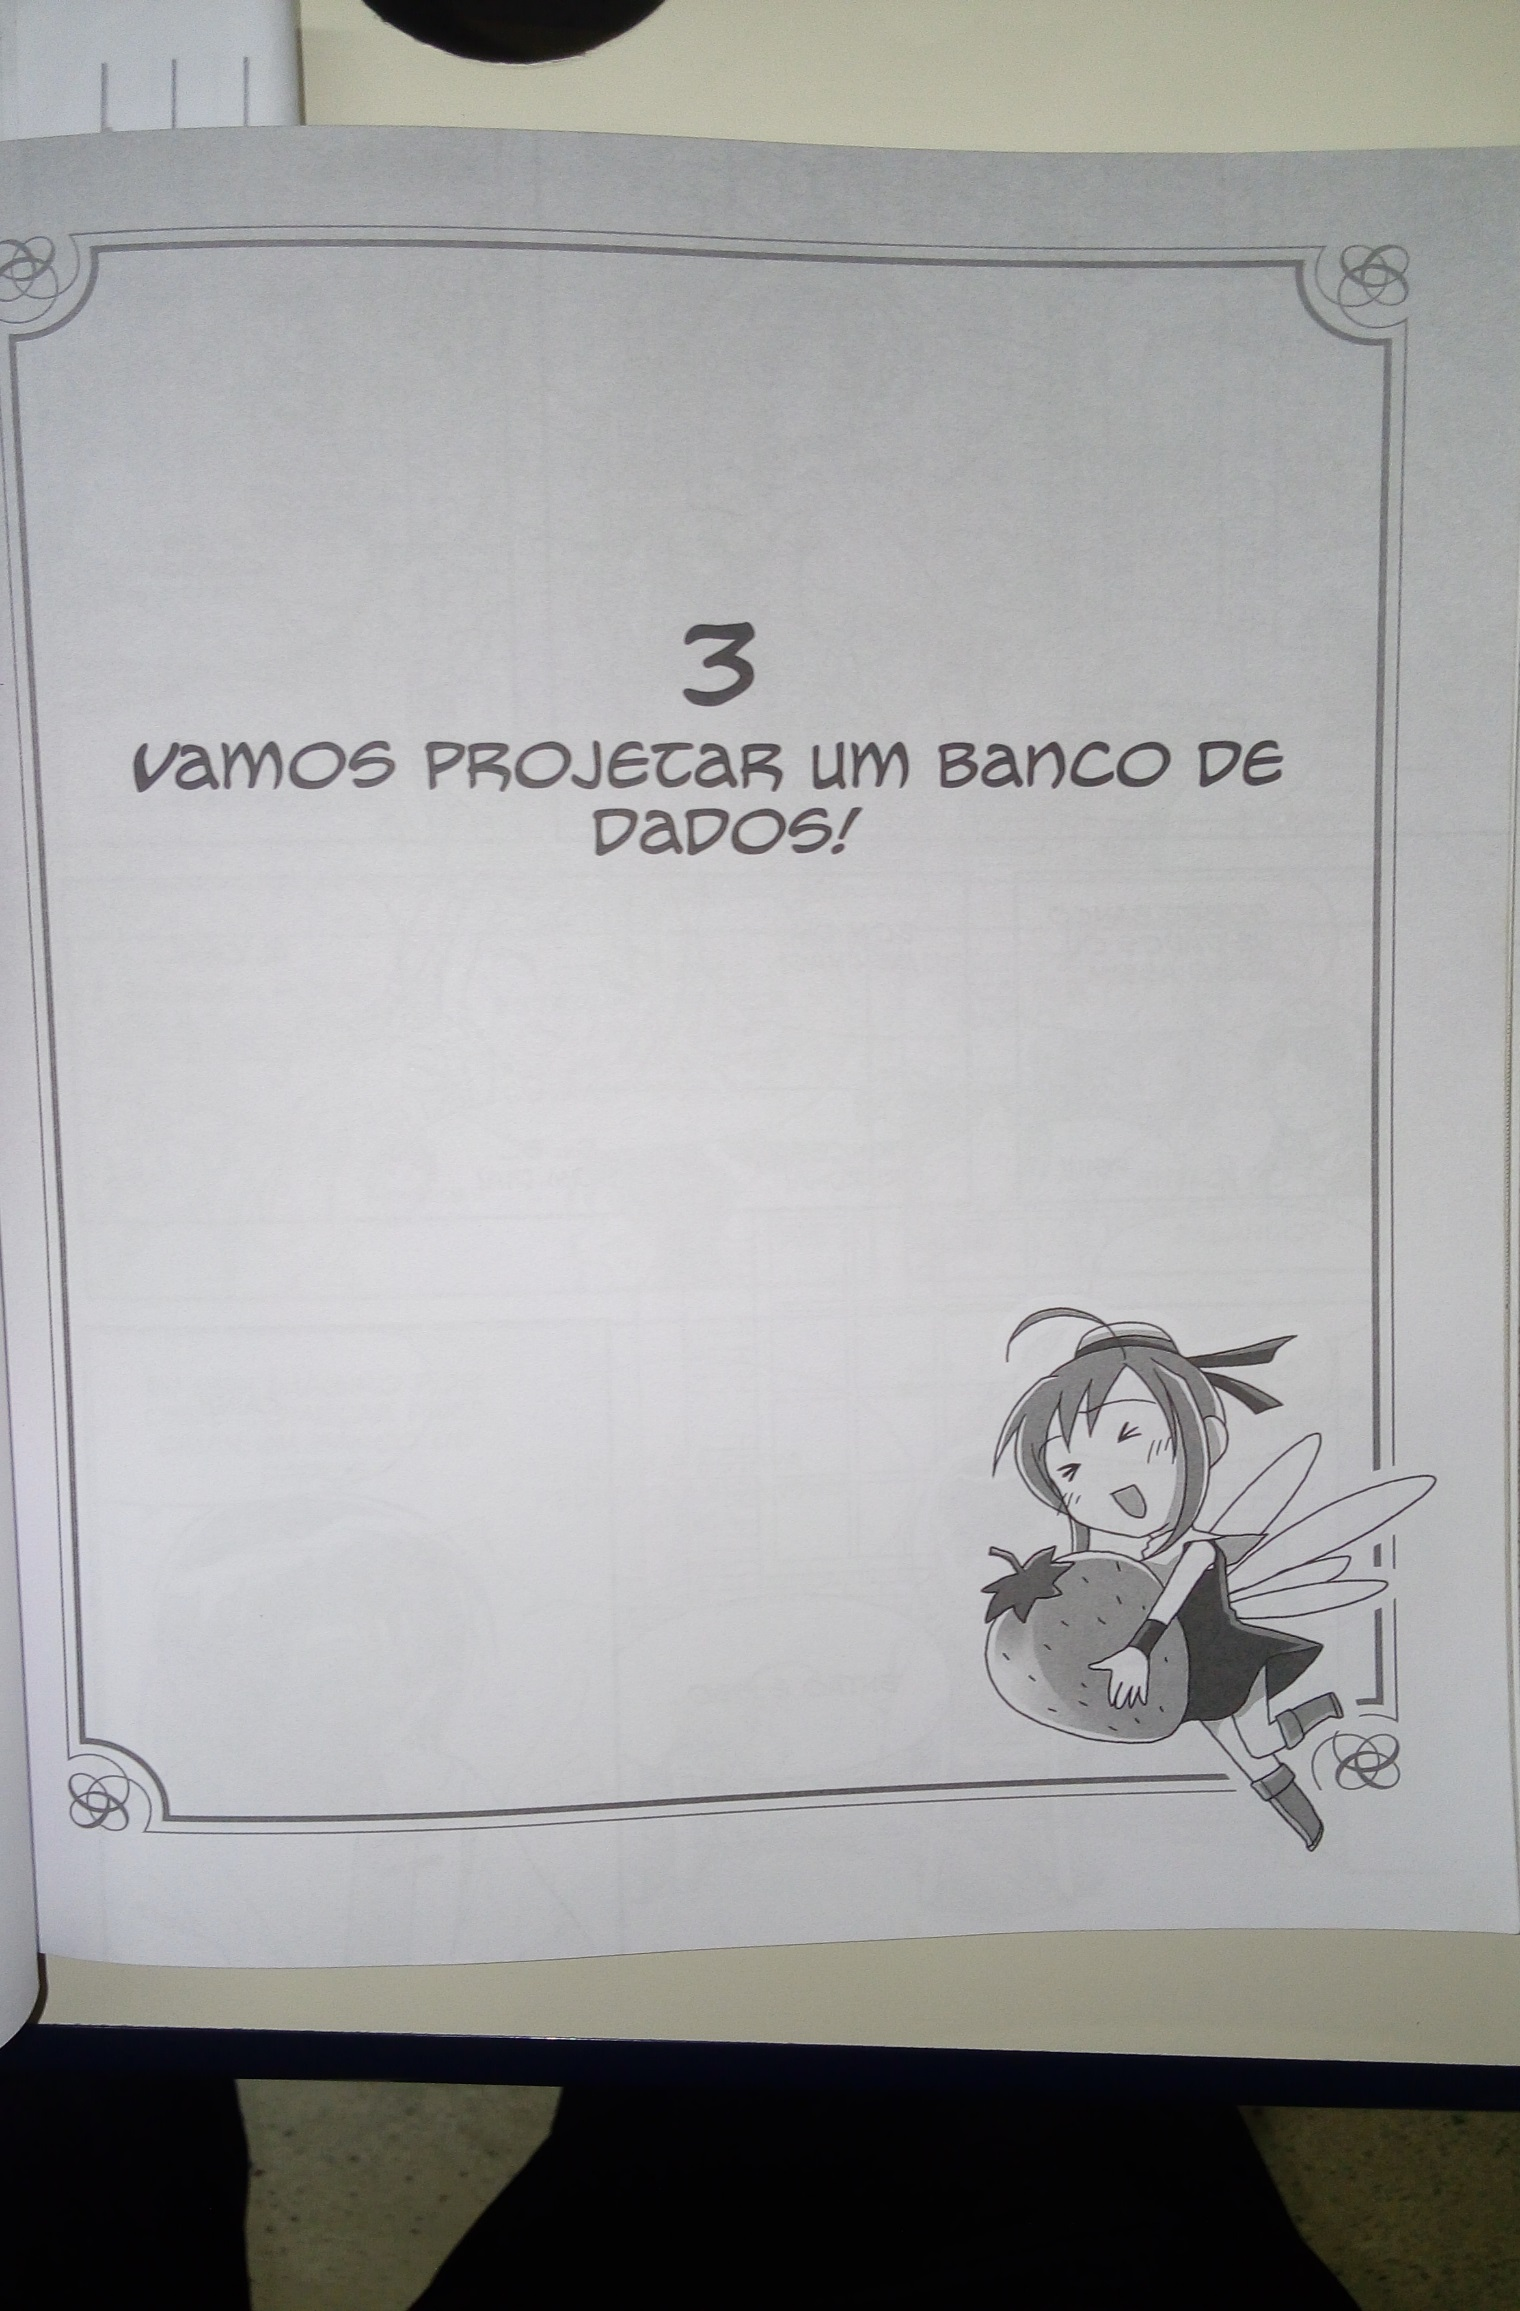 3
VAMOS PROJETAR UM BANCO DE
DADOS!